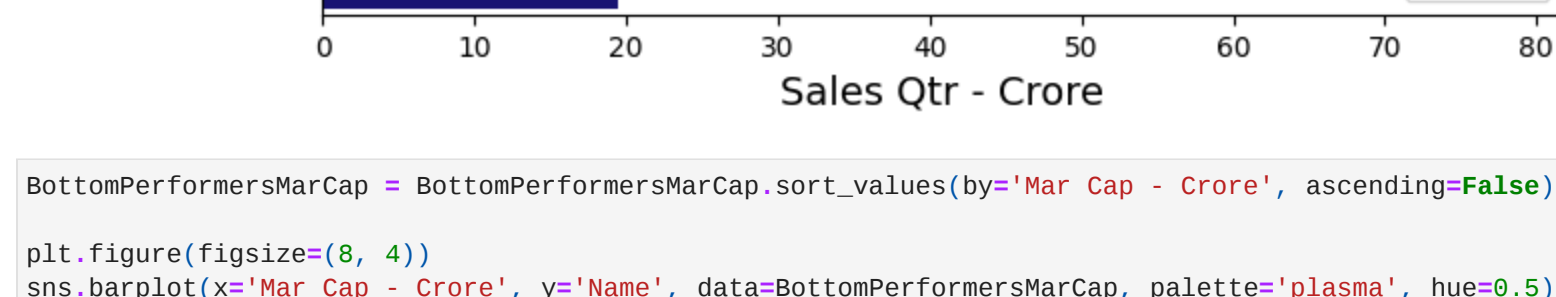 0 10 20 30 40 50 60 70 80
Sales Qtr - Crore
BottomPerformersMarCap = BottomPerformersMarCap.sort_values(by='Mar Cap - Crore', ascending=False)
plt.figure(figsize=(8, 4))
sns.barplot(x='Mar Cap - Crore', y='Name', data=BottomPerformersMarCap, palette='plasma', hue=0.5)